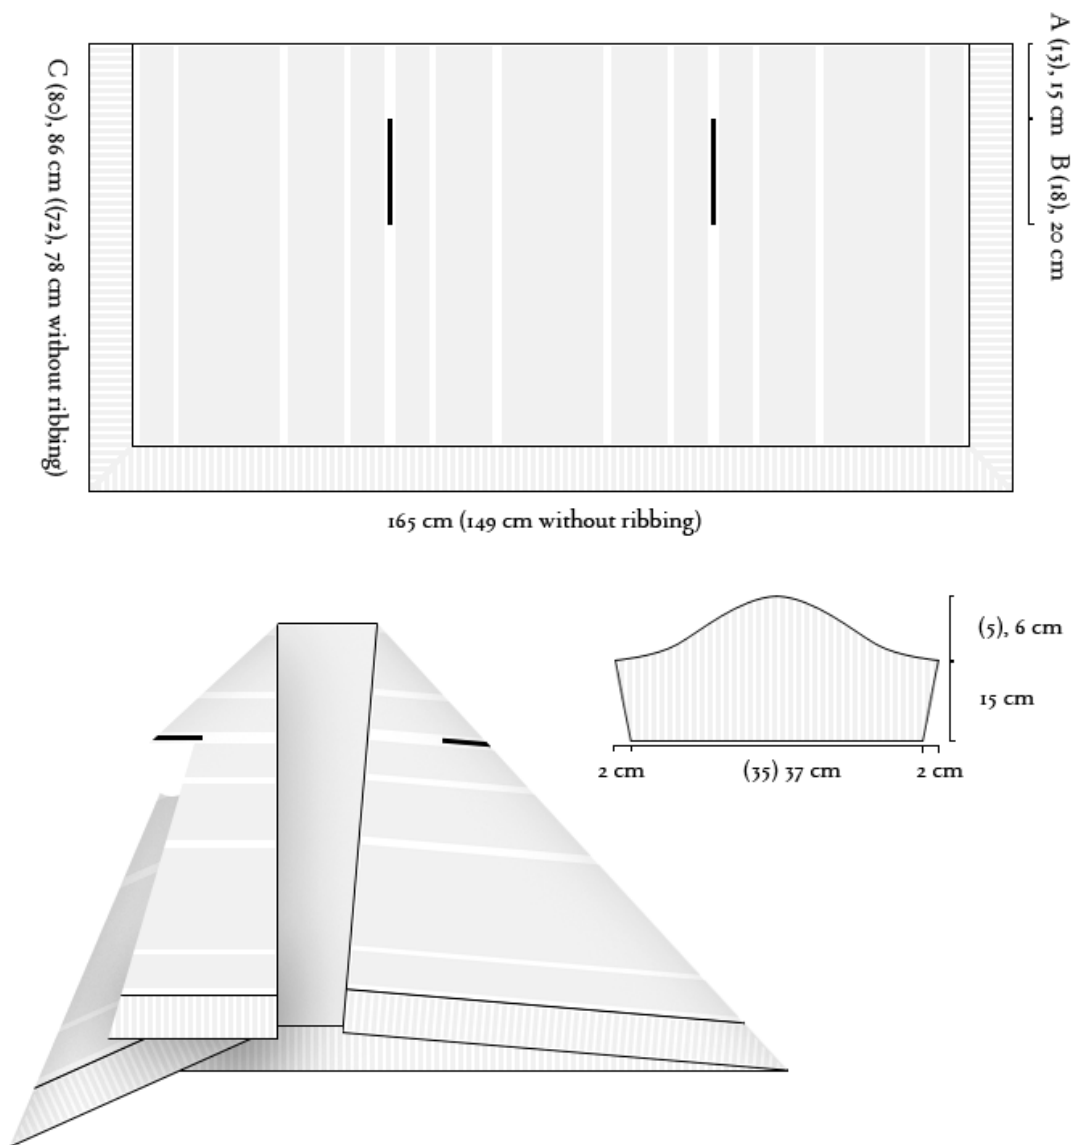 A (13), 15 cm B (18), 20 cm
C (80), 86 cm ((72), 78 cm without ribbing)
165 cm (149 cm without ribbing)
(5), 6 cm
15 cm
2 cm (35) 37 cm 2 cm